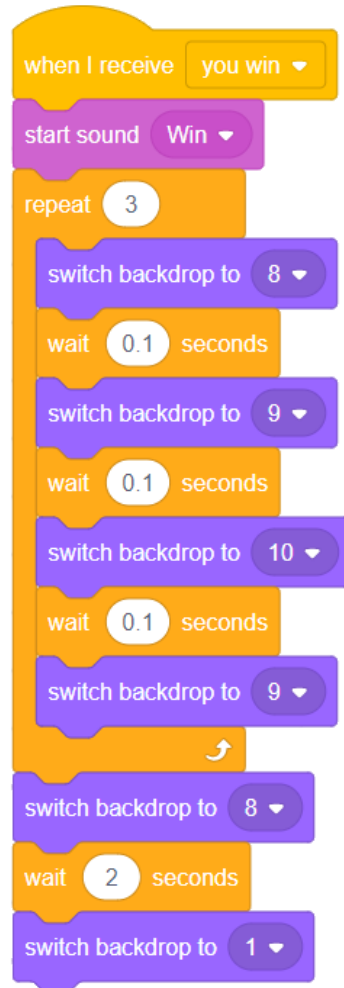 when I receive you win
start sound Win
repeat 3
switch backdrop to 8
wait 0.1 seconds
switch backdrop to 9
wait 0.1 seconds
switch backdrop to 10
wait 0.1 seconds
switch backdrop to 9
switch backdrop to 8
wait 2 seconds
switch backdrop to 1